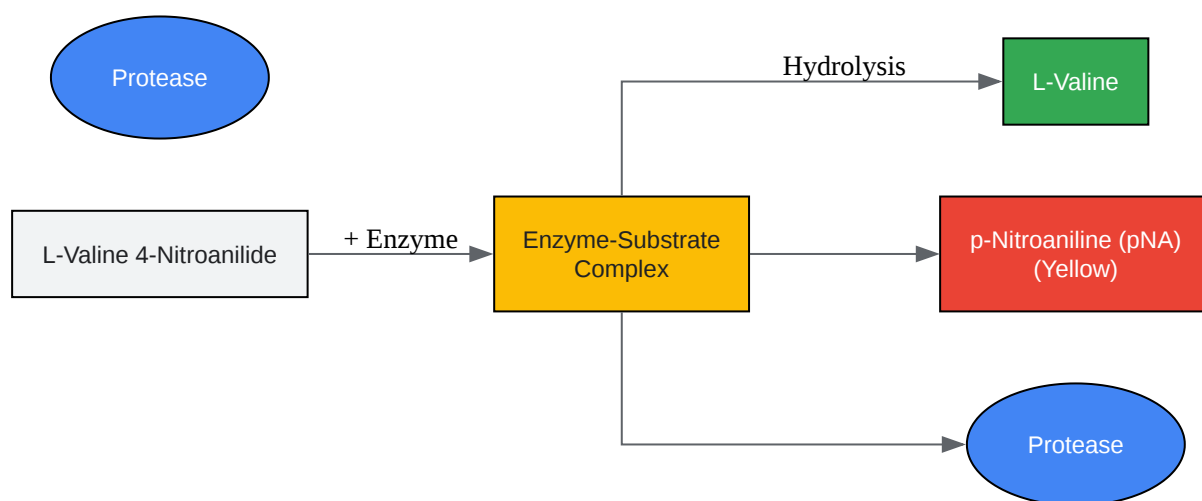 Protease
Hydrolysis
L-Valine
L-Valine 4-Nitroanilide
+ Enzyme
Enzyme-Substrate
Complex
p-Nitroaniline (pNA)
(Yellow)
Protease